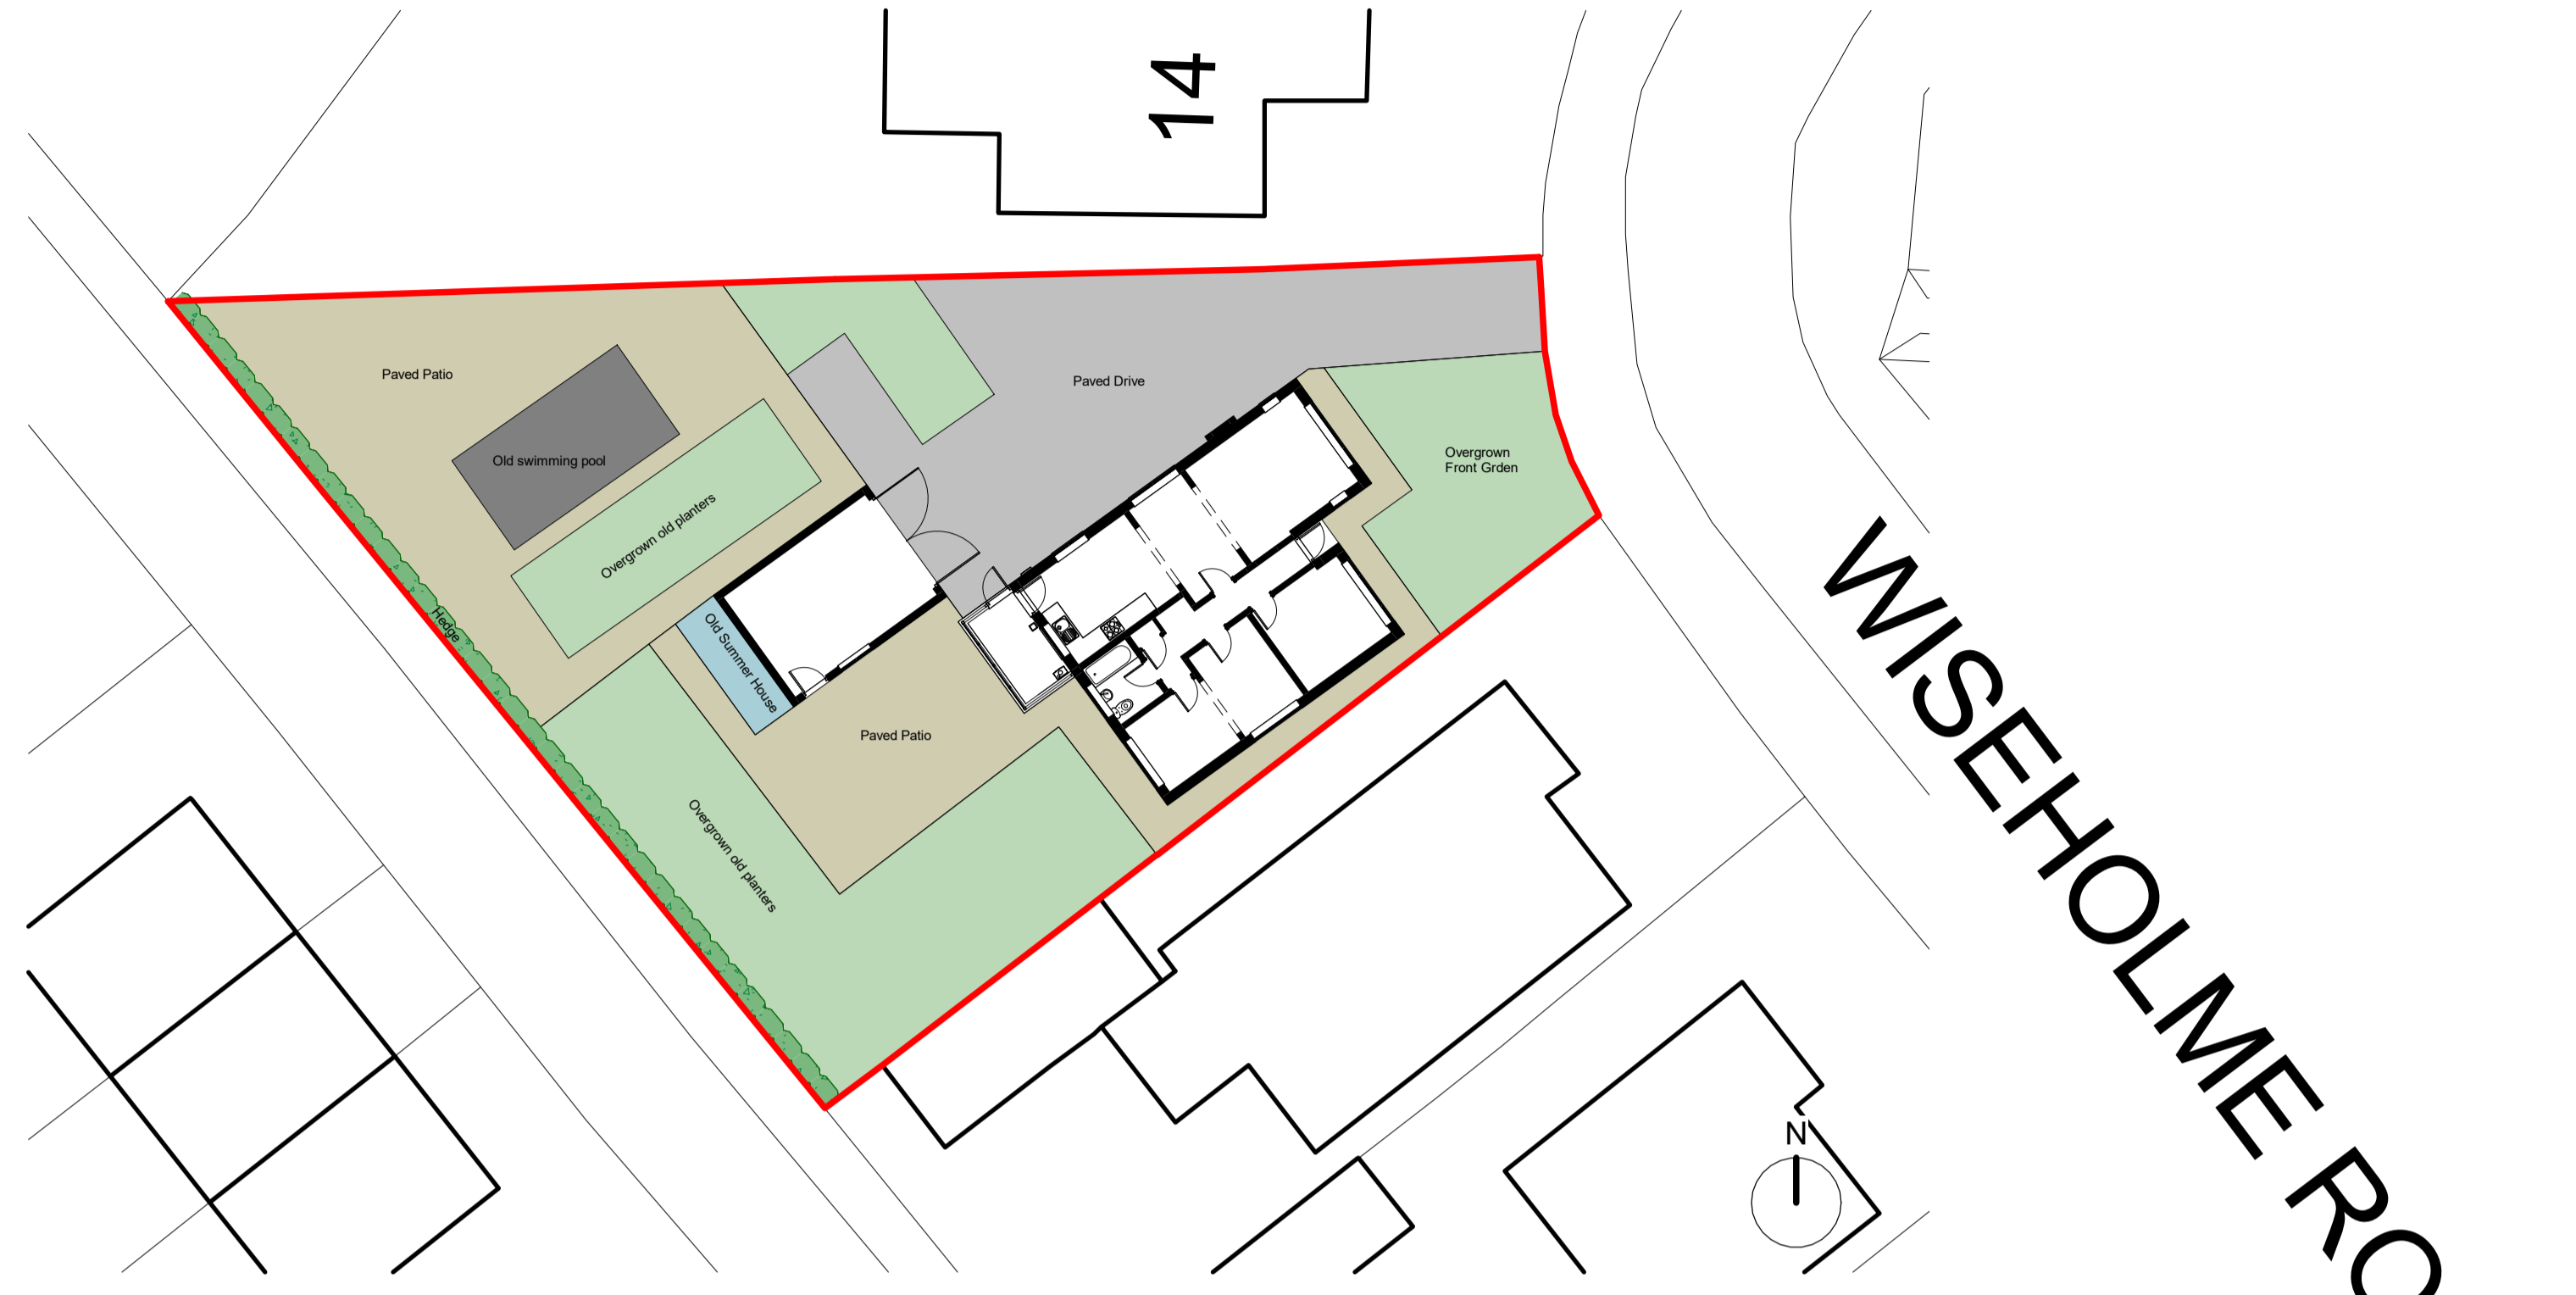 14
Paved Patio
Paved Drive
Old swimming pool
Overgrown
Front Grden
Overgrown old planters
Hedge
Old Summer House
Paved Patio
Overgrown old planters
WISEHOLME RO
N